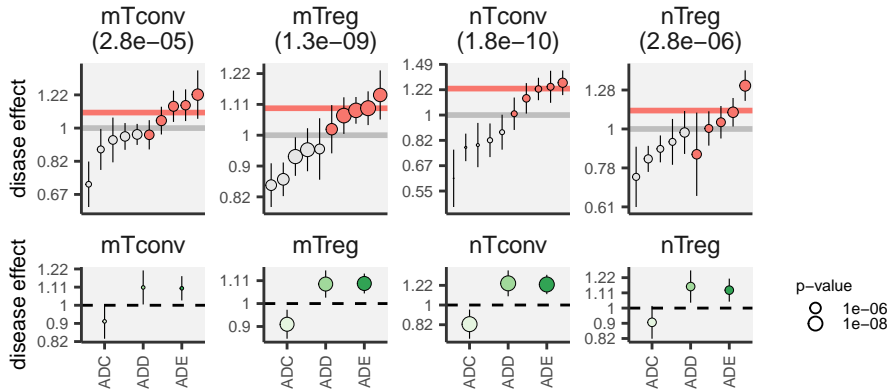 mTconv
(2.8e−05)
mTreg
(1.3e−09)
nTconv
(1.8e−10)
nTreg
(2.8e−06)
disase effect
1.22
1
0.82
0.67
1.22
1.11
1
0.9
0.82
1.49
1.22
1
0.82
0.67
0.55
1.28
1
0.78
0.61
mTconv
mTreg
nTconv
nTreg
disease effect
1.22
1.11
1
0.9
0.82
1.11
1
0.9
1.22
1
0.82
1.22
1.11
1
0.9
0.82
ADC
ADD
ADE
ADC
ADD
ADE
ADC
ADD
ADE
ADC
ADD
ADE
p−value
1e−06
1e−08